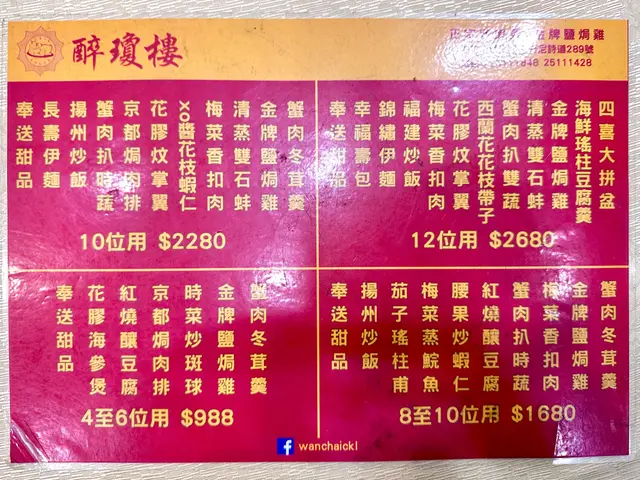 醉瓊樓
牌鹽焗雞
詩道289號
25111428
蟹肉冬茸羹
金牌鹽焗雞
清蒸雙石蚌
梅菜香扣肉
xo醬花枝蝦仁
花膠炆掌翼
京都焗肉排
蟹肉扒時蔬
揚州炒飯
長壽伊麵
奉送甜品
10位用 $2280
四喜大拼盆
海鮮瑤柱豆腐羹
金牌鹽焗雞
清蒸雙石蚌
蟹肉扒雙蔬
西蘭花花枝帶子
花膠炆掌翼
梅菜香扣肉
福建炒飯
錦繡伊麵
幸福壽包
奉送甜品
12位用 $2680
蟹肉冬茸羹
金牌鹽焗雞
時菜炒斑球
京都焗肉排
紅燒釀豆腐
花膠海參煲
奉送甜品
4至6位用 $988
蟹肉冬茸羹
金牌鹽焗雞
梅菜香扣肉
蟹肉扒時蔬
紅燒釀豆腐
腰果炒蝦仁
梅菜蒸鯇魚
茄子瑤柱甫
揚州炒飯
奉送甜品
8至10位用 $1680
f wanchaickl